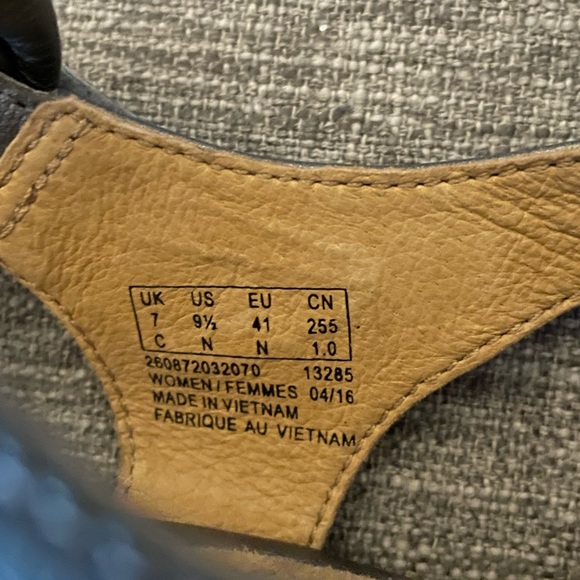 UK US EU CN
7 9½ 41 255
C N N 1.0
260872032070 13285
WOMEN / FEMMES 04/16
MADE IN VIETNAM
FABRIQUE AU VIETNAM